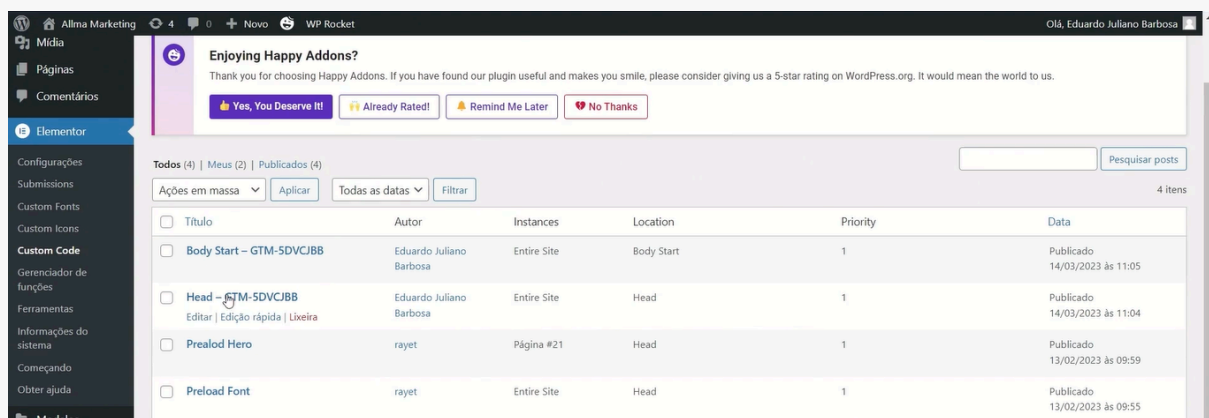 Allma Marketing 4 0 + Novo WP Rocket Olá, Eduardo Juliano Barbosa
Mídia
Páginas
Comentários
Elementor
Configurações
Submissions
Custom Fonts
Custom Icons
Custom Code
Gerenciador de
funções
Ferramentas
Informações do
sistema
Começando
Obter ajuda
Enjoying Happy Addons?
Thank you for choosing Happy Addons. If you have found our plugin useful and makes you smile, please consider giving us a 5-star rating on WordPress.org. It would mean the world to us.
Yes, You Deserve It! Already Rated! Remind Me Later No Thanks
Todos (4) | Meus (2) | Publicados (4)
Pesquisar posts
Ações em massa Aplicar Todas as datas Filtrar 4 itens
Título Autor Instances Location Priority Data
Body Start – GTM-5DVCJBB Eduardo Juliano Entire Site Body Start 1 Publicado
Barbosa 14/03/2023 às 11:05
Head – GTM-5DVCJBB Eduardo Juliano Entire Site Head 1 Publicado
Editar | Edição rápida | Lixeira Barbosa 14/03/2023 às 11:04
Prealod Hero rayet Página #21 Head 1 Publicado
13/02/2023 às 09:59
Preload Font rayet Entire Site Head 1 Publicado
13/02/2023 às 09:55